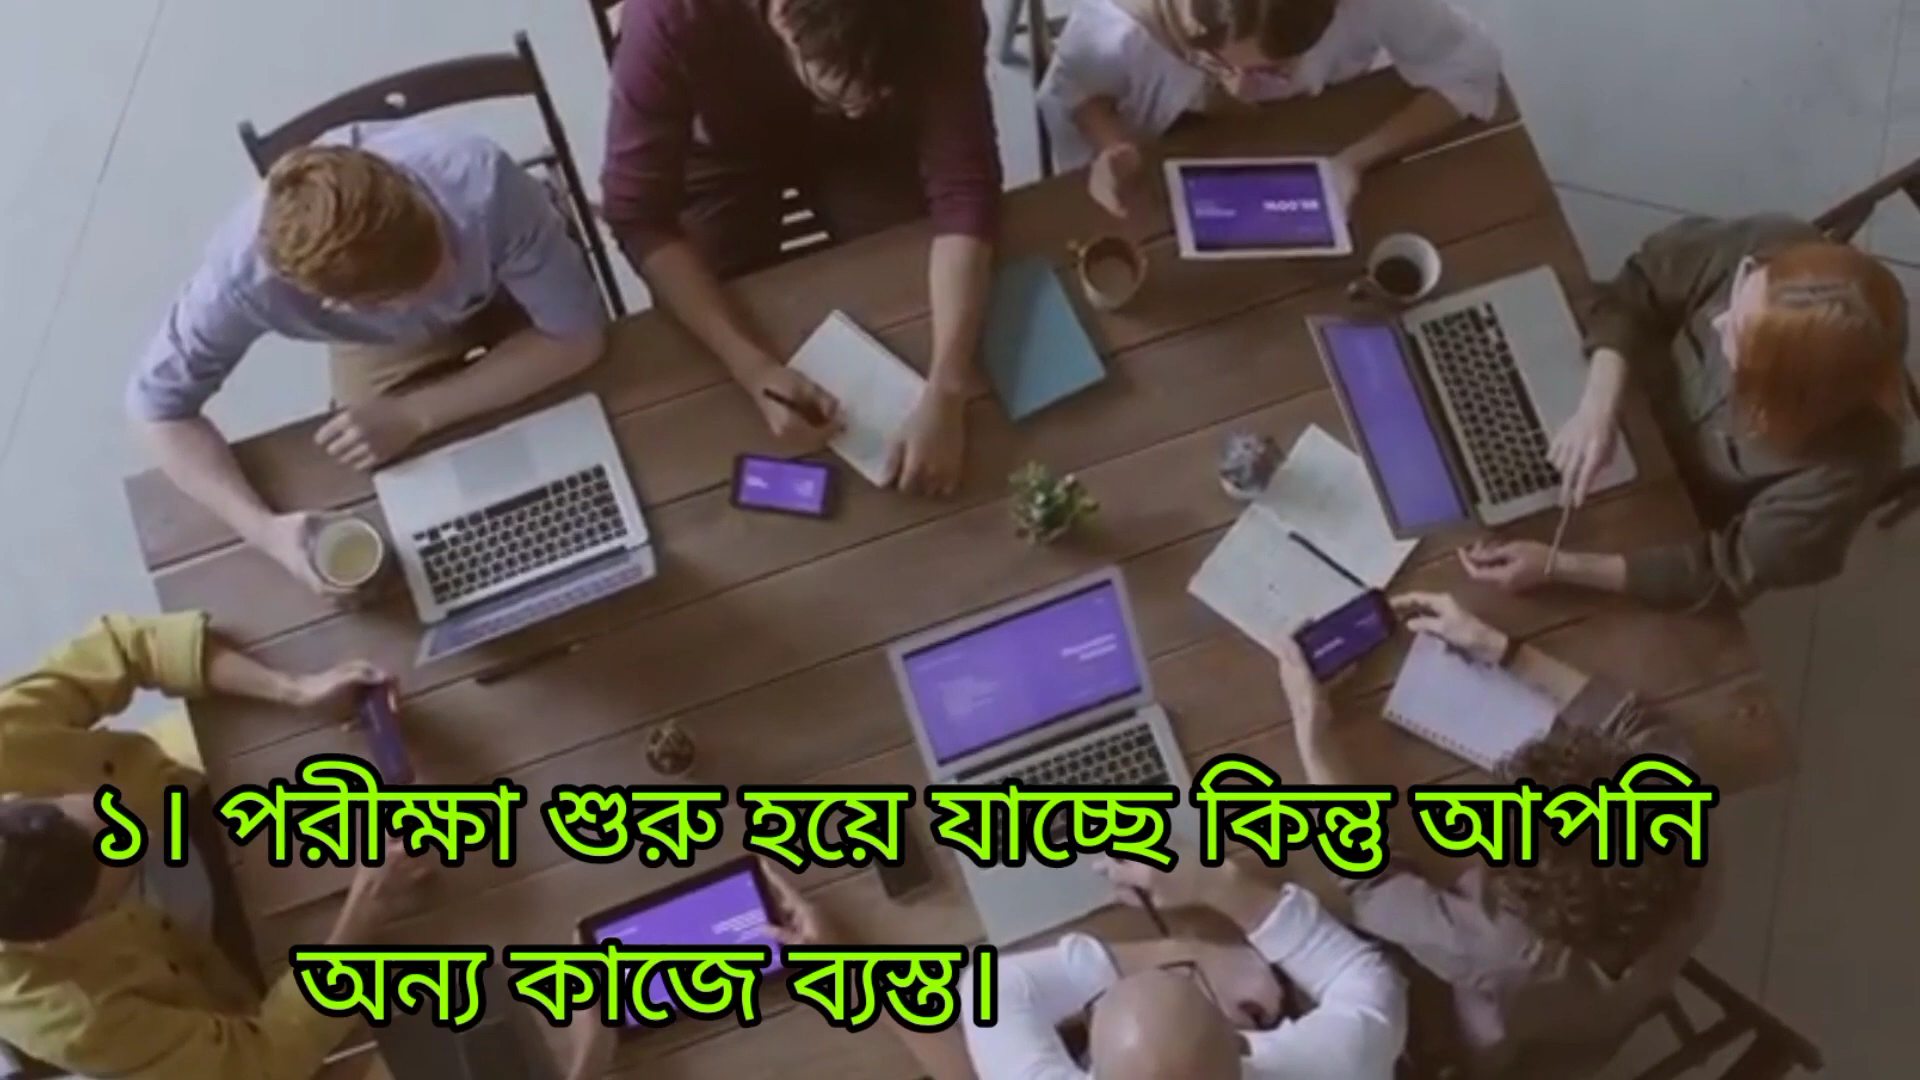 ১। পরীক্ষা শুরু হয়ে যাচ্ছে কিন্তু আপনি
অন্য কাজে ব্যস্ত।